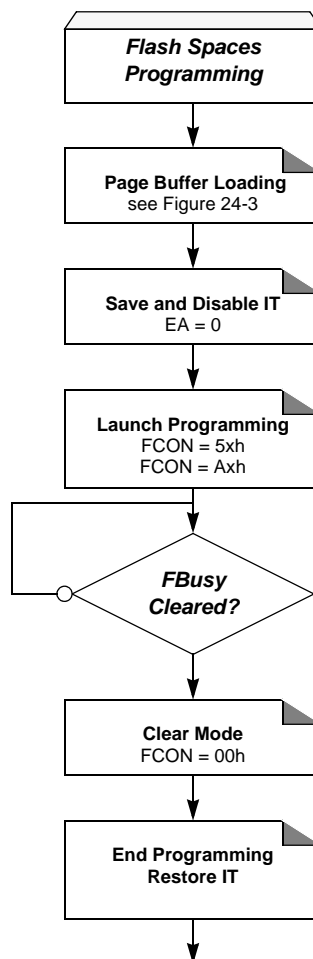 Flash Spaces
Programming
Page Buffer Loading
see Figure 24-3
Save and Disable IT
EA = 0
Launch Programming
FCON = 5xh
FCON = Axh
FBusy
Cleared?
Clear Mode
FCON = 00h
End Programming
Restore IT